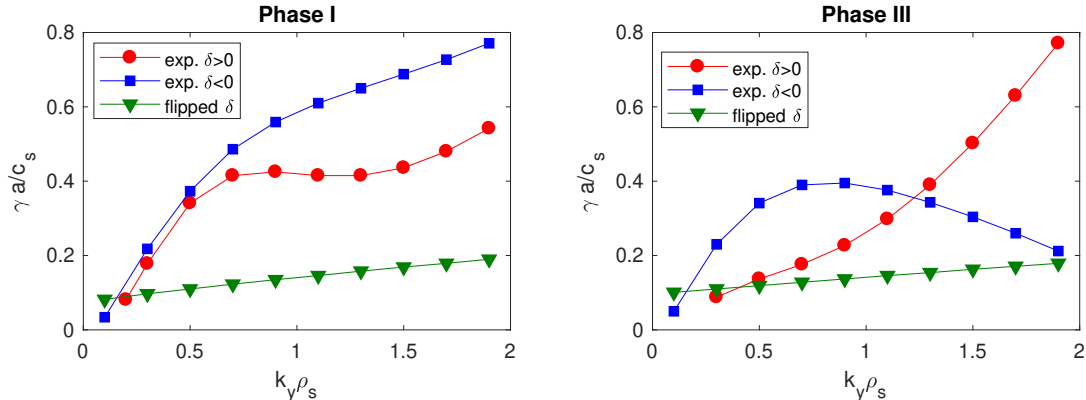 Phase I
0.8
0.6
0.4
0.2
0
γ a/c_s
exp. δ>0
exp. δ<0
flipped δ
0
0.5
1
1.5
2
k_yρ_s
Phase III
0.8
0.6
0.4
0.2
0
γ a/c_s
exp. δ>0
exp. δ<0
flipped δ
0
0.5
1
1.5
2
k_yρ_s